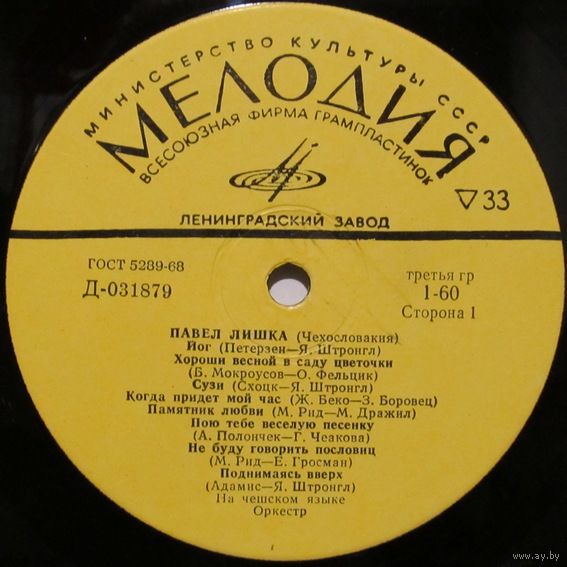 МИНИСТЕРСТВО КУЛЬТУРЫ СССР
МЕЛОДИЯ
ВСЕСОЮЗНАЯ ФИРМА ГРАМПЛАСТИНОК
33
ЛЕНИНГРАДСКИЙ ЗАВОД
ГОСТ 5289-68
третья гр
Д-031879
1-60
Сторона 1
ПАВЕЛ ЛИШКА (Чехословакия)
Йог (Петерзен—Я. Штронгл)
Хороши весной в саду цветочки
(Б. Мокроусов—О. Фельцик)
Сузи (Схоцк—Я. Штронгл)
Когда придет мой час (Ж. Беко—З. Боровец)
Памятник любви (М. Рид—М. Дражил)
Пою тебе веселую песенку
(А. Полончек—Г. Чеакова)
Не буду говорить пословиц
(М. Рид—Е. Гросман)
Поднимаясь вверх
(Адамис—Я. Штронгл)
На чешском языке
Оркестр
www.ay.by